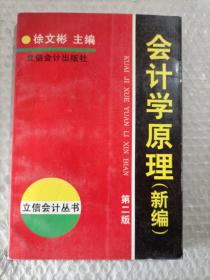 徐文彬 主编
立信会计出版社
会计学原理(新编)
KUAI JI XUE YUAN LI XIN BIAN
第二版
立信会计丛书